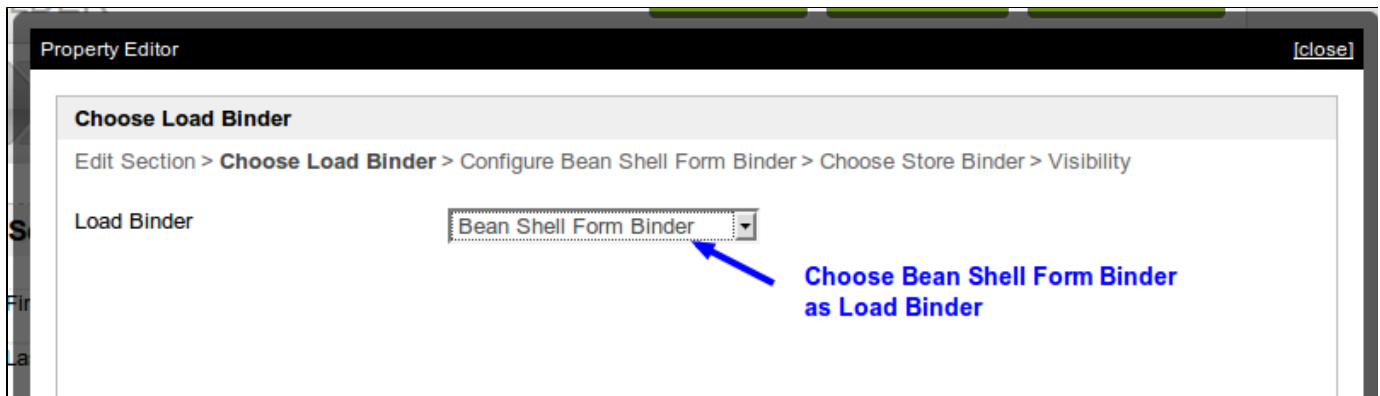 Property Editor [close]
Choose Load Binder
Edit Section > Choose Load Binder > Configure Bean Shell Form Binder > Choose Store Binder > Visibility
Load Binder Bean Shell Form Binder
Choose Bean Shell Form Binder
as Load Binder